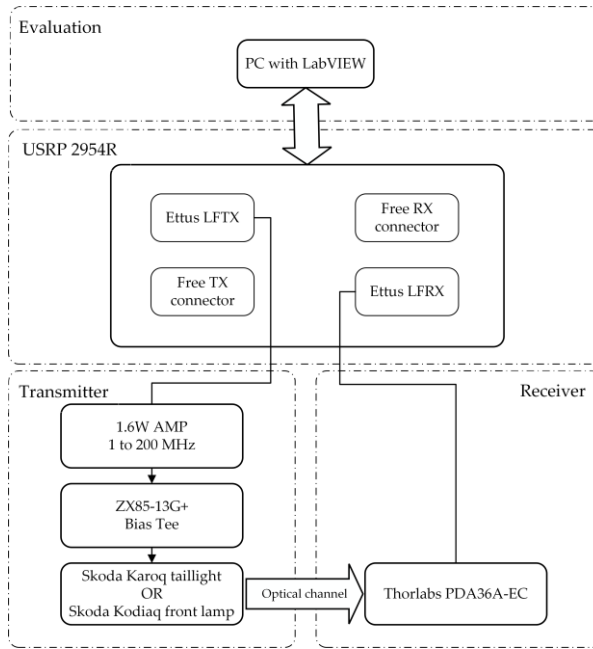 Evaluation
PC with LabVIEW
USRP 2954R
Ettus LFTX
Free RX
connector
Free TX
connector
Ettus LFRX
Transmitter
Receiver
1.6W AMP
1 to 200 MHz
ZX85-13G+
Bias Tee
Skoda Karoq taillight
OR
Skoda Kodiaq front lamp
Optical channel
Thorlabs PDA36A-EC